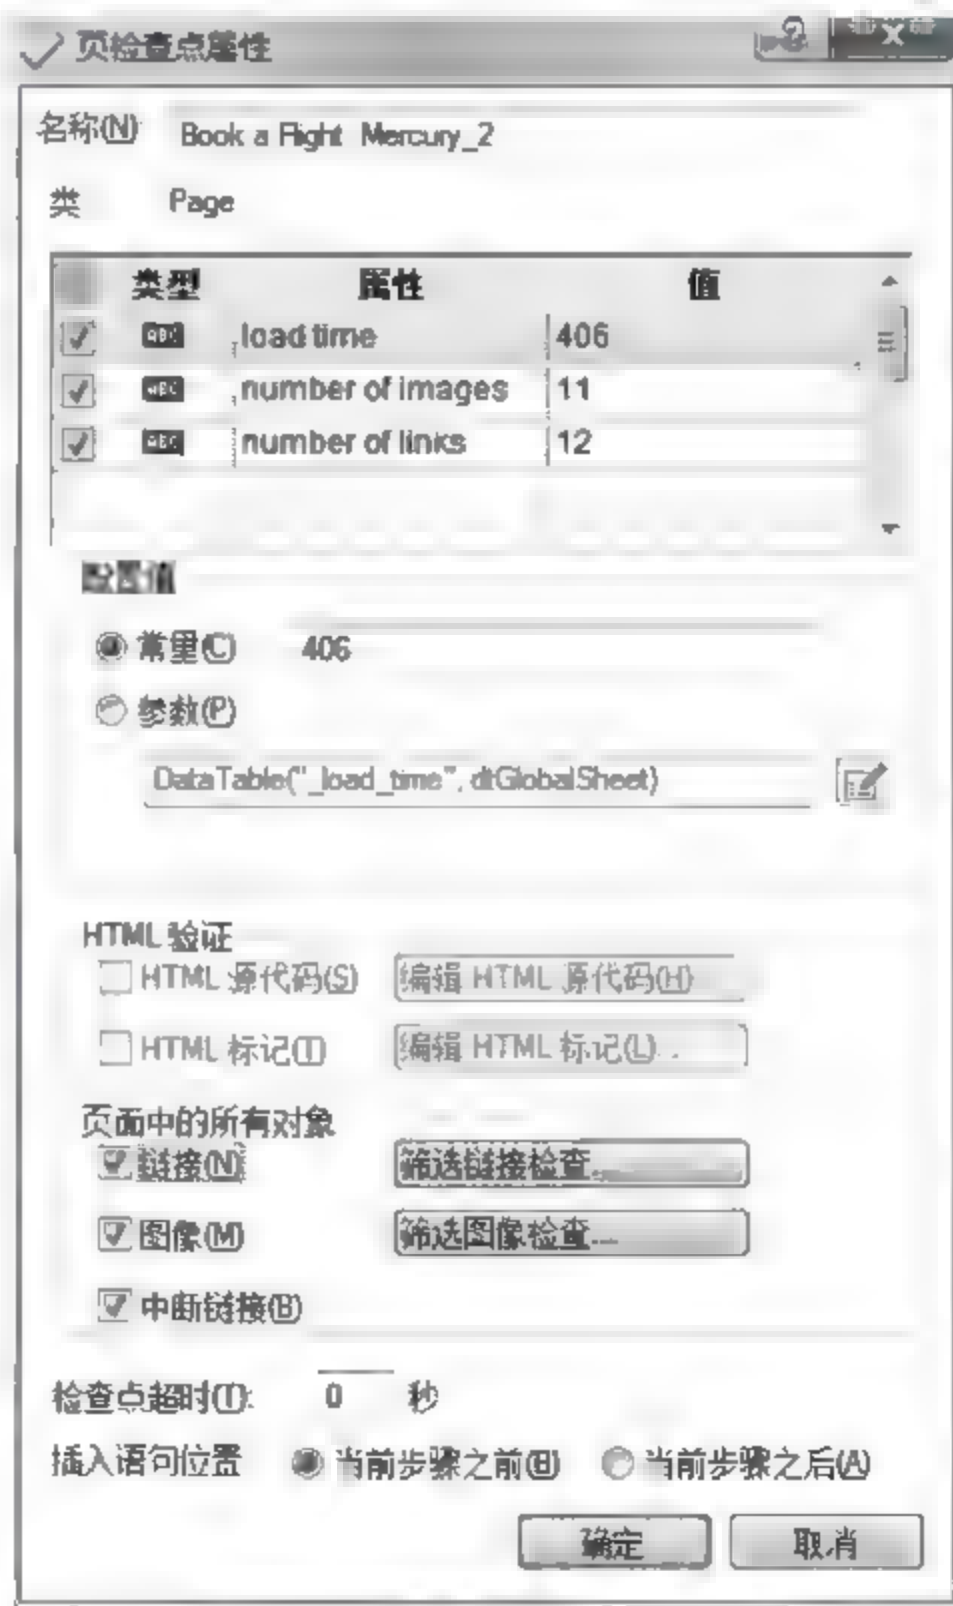 页检查点属性
名称(N) Book a Flight Mercury_2
类 Page
类型 属性 值
ABC load time 406
ABC number of images 11
ABC number of links 12
设置值
常量(C) 406
参数(P)
DataTable("_load_time", dtGlobalSheet)
HTML 验证
HTML 源代码(S) 编辑 HTML 源代码(H)
HTML 标记(T) 编辑 HTML 标记(L)..
页面中的所有对象
链接(N) 筛选链接检查...
图像(M) 筛选图像检查...
中断链接(B)
检查点超时(T): 0 秒
插入语句位置 当前步骤之前(B) 当前步骤之后(A)
确定 取消